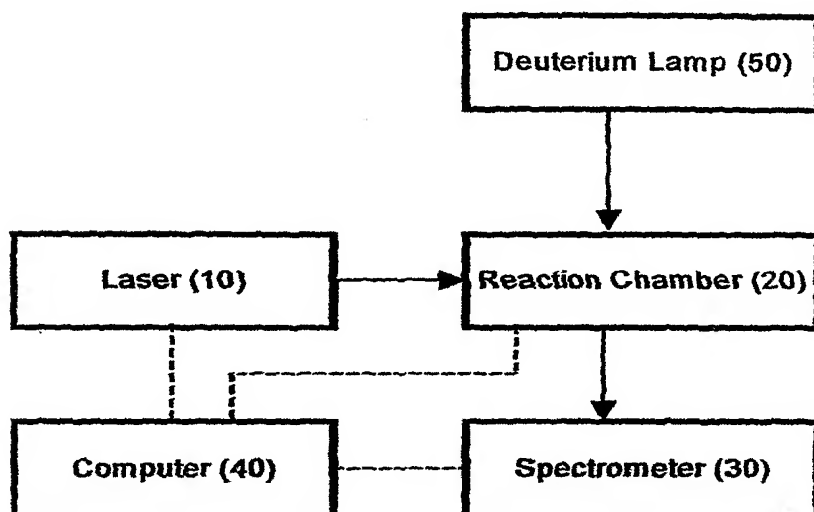 Deuterium Lamp (50)
Laser (10)
Reaction Chamber (20)
Computer (40)
Spectrometer (30)